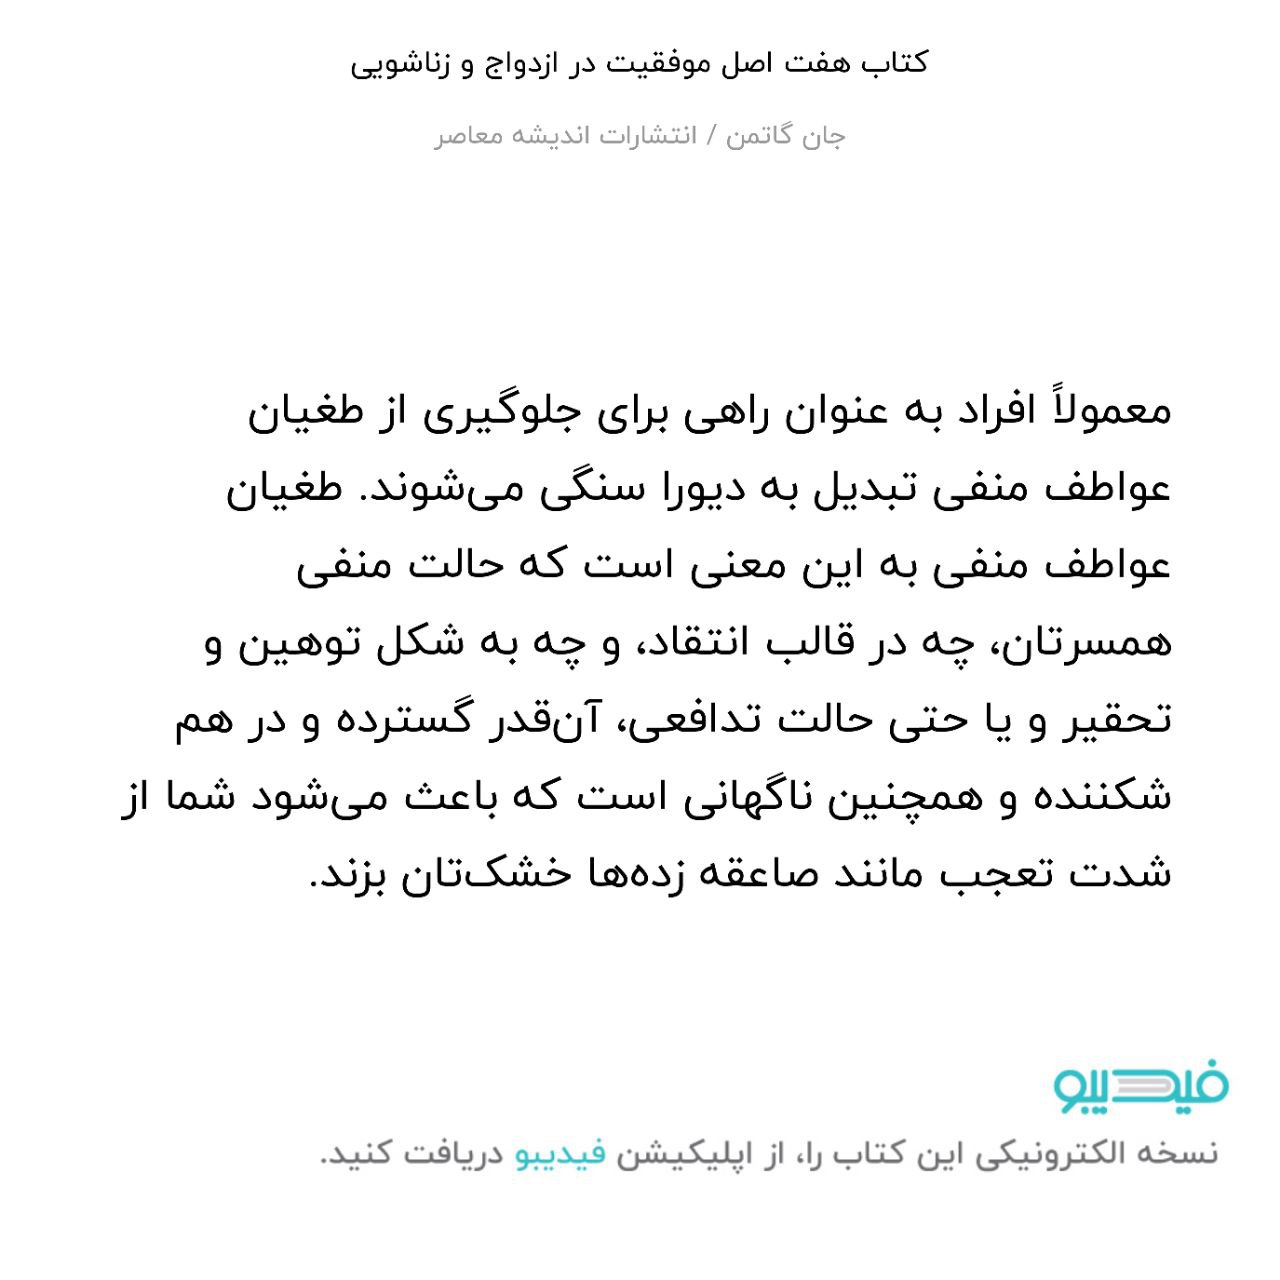 کتاب هفت اصل موفقیت در ازدواج و زناشویی
جان گاتمن / انتشارات اندیشه معاصر
معمولاً افراد به عنوان راهی برای جلوگیری از طغیان
عواطف منفی تبدیل به دیورا سنگی می‌شوند. طغیان
عواطف منفی به این معنی است که حالت منفی
همسرتان، چه در قالب انتقاد، و چه به شکل توهین و
تحقیر و یا حتی حالت تدافعی، آن‌قدر گسترده و در هم
شکننده و همچنین ناگهانی است که باعث می‌شود شما از
شدت تعجب مانند صاعقه زده‌ها خشک‌تان بزند.
فیدیبو
نسخه الکترونیکی این کتاب را، از اپلیکیشن فیدیبو دریافت کنید.